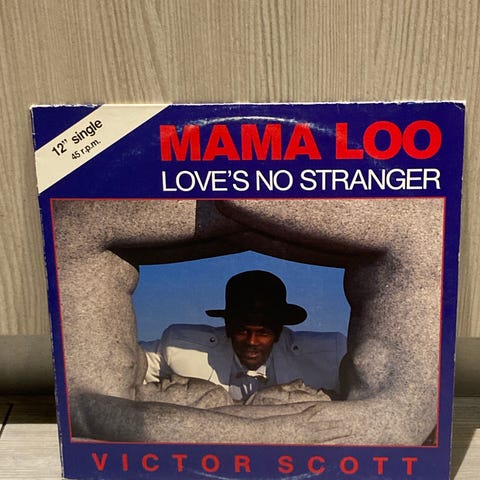 12" single
45 r.p.m.
MAMA LOO
LOVE'S NO STRANGER
VICTOR SCOTT